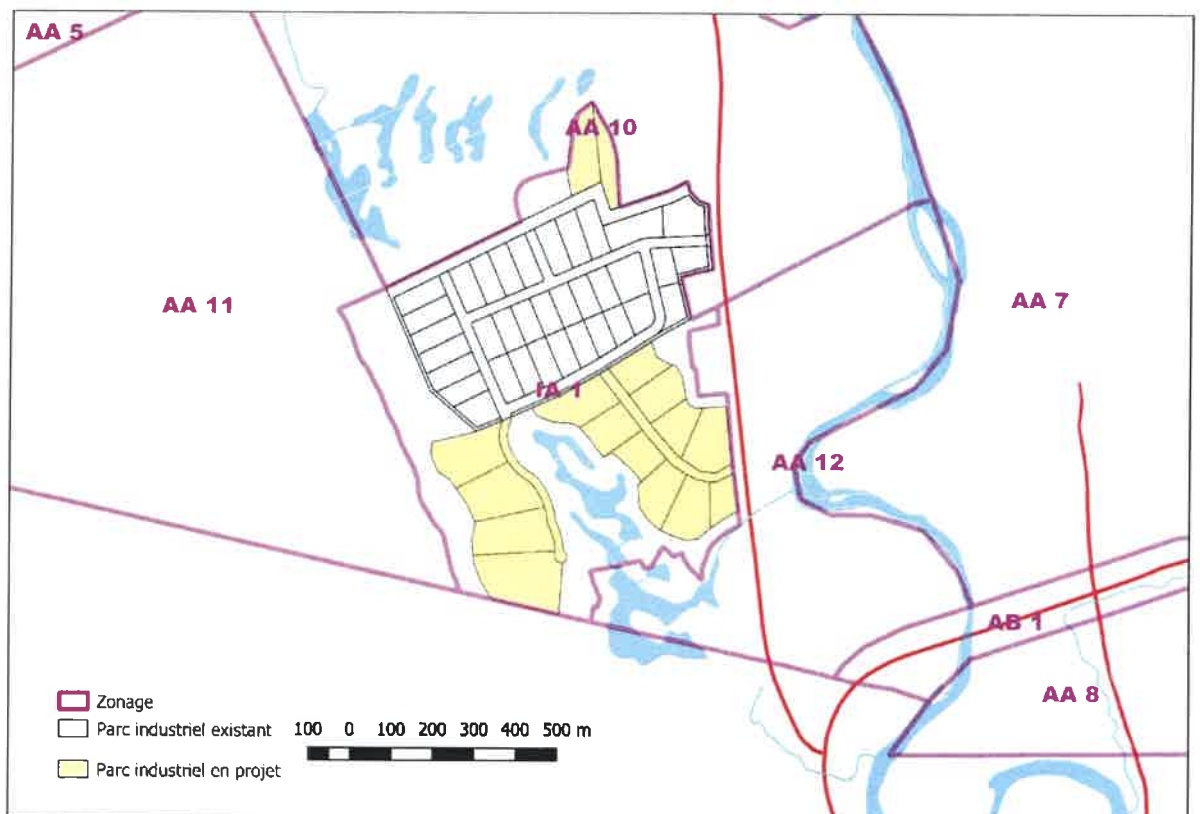 AA 5
AA 10
AA 11
AA 7
IA 1
AA 12
AB 1
AA 8
Zonage
Parc industriel existant
100 0 100 200 300 400 500 m
Parc industriel en projet